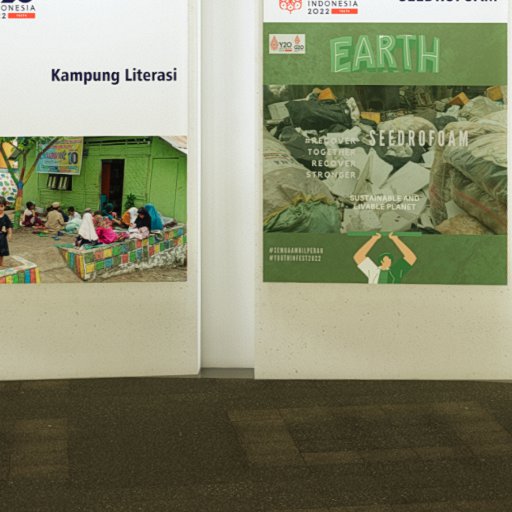 INDONESIA
2022
Kampung Literasi
INDONESIA
2022
SEEDROFOAM
Y20
G20
EARTH
#RECOVER
TOGETHER
RECOVER
STRONGER
SEEDROFOAM
SUSTAINABLE AND
LIVABLE PLANET
#YOUTHINFEST2022